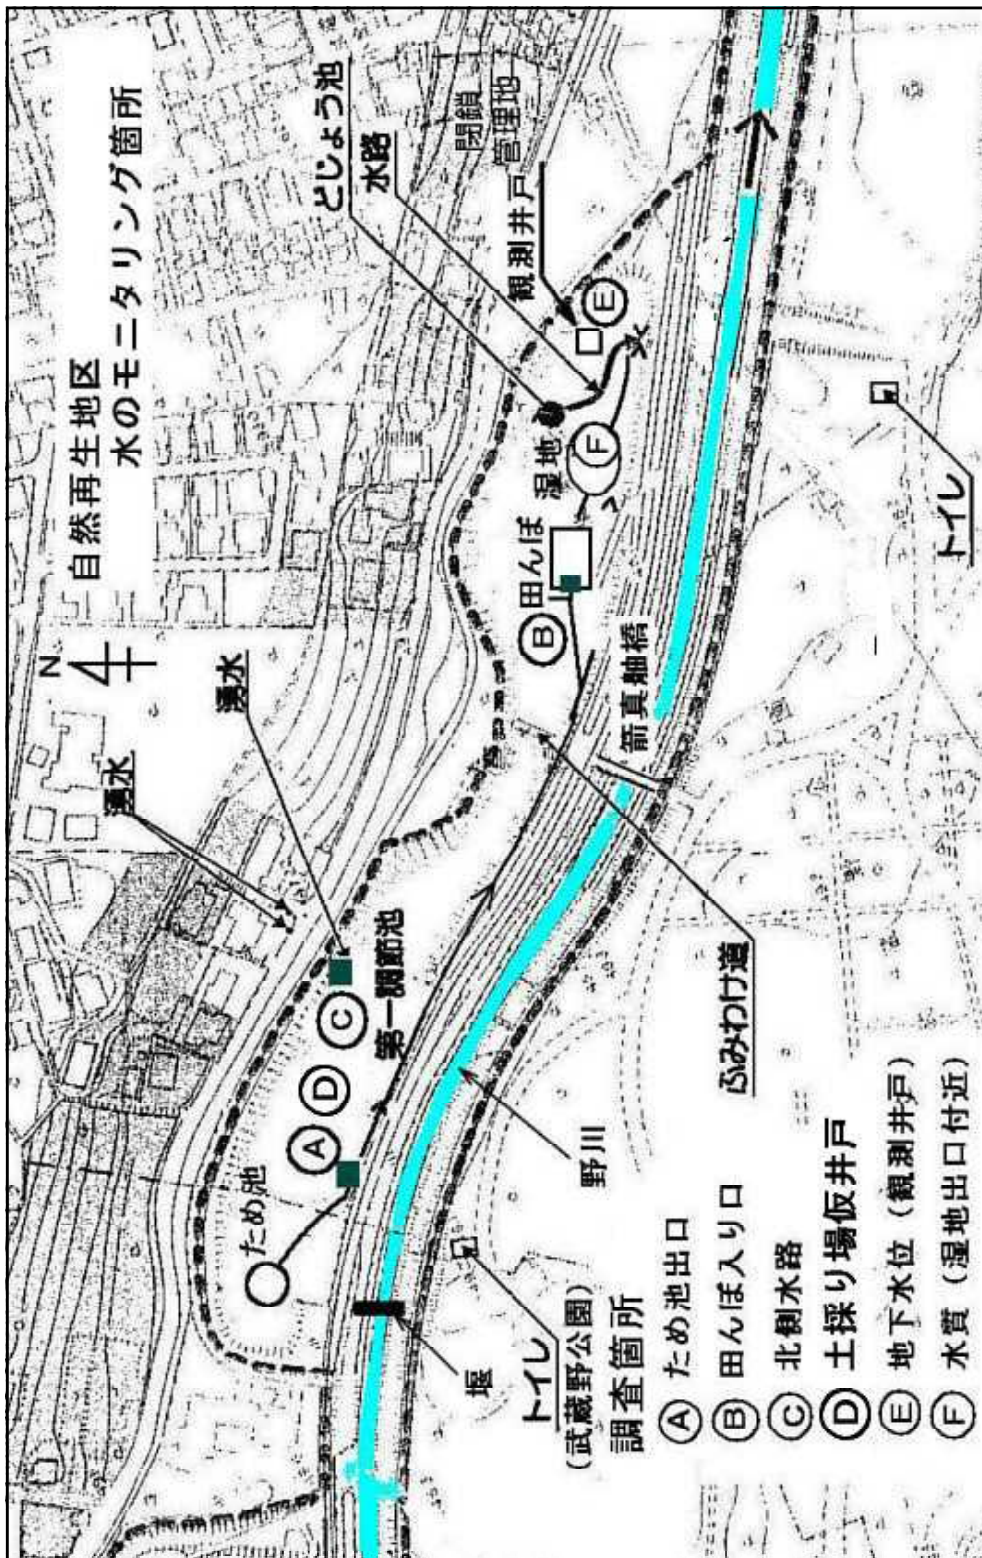 自然再生地区
水のモニタリング箇所
N
湧水
湧水
どじょう池
水路
閉鎖
管理地
観測井戸
E
湿地
F
田んぼ
B
C
第一調節池
D
A
ため池
箭真舳橋
ふみわけ道
野川
堰
トイレ
トイレ
(武蔵野公園)
調査箇所
A ため池出口
B 田んぼ入り口
C 北側水路
D 土採り場仮井戸
E 地下水位（観測井戸）
F 水質（湿地出口付近）